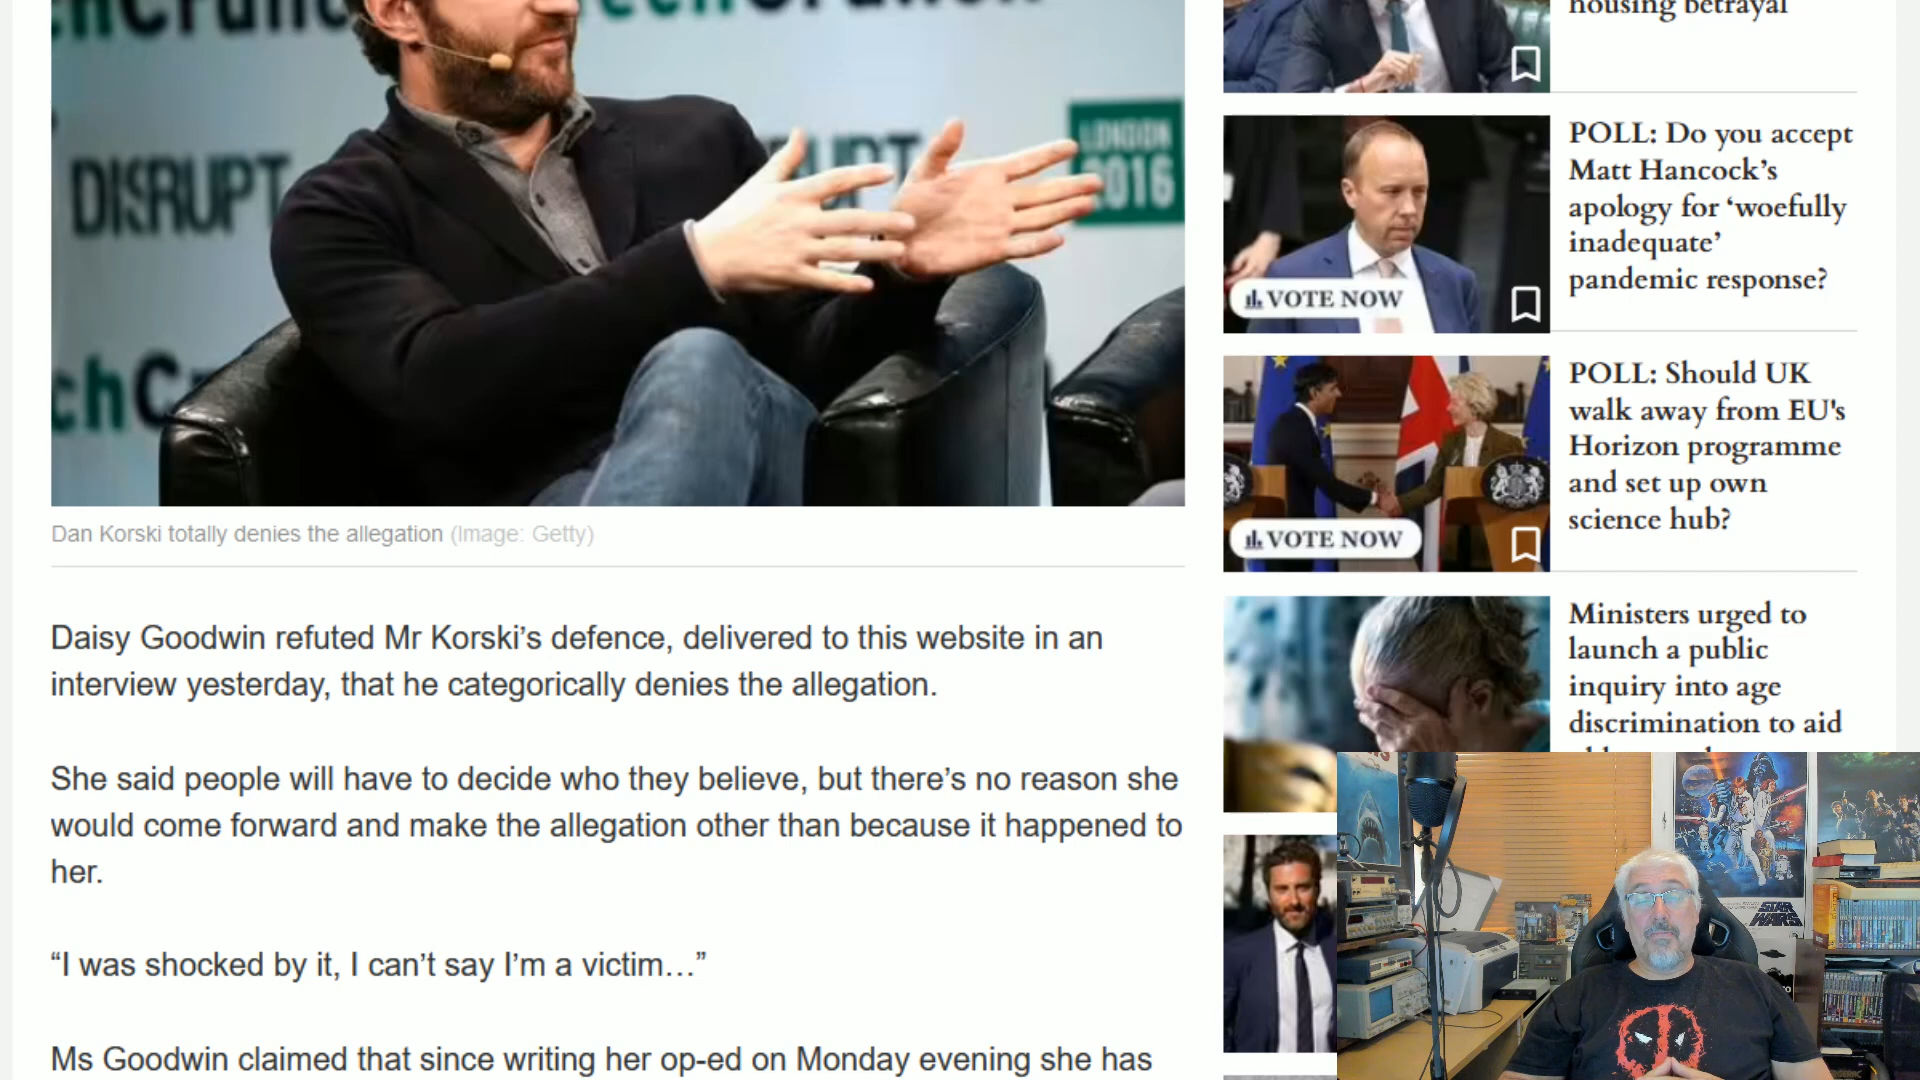 DISRUPT
LONDON
2016
Dan Korski totally denies the allegation (Image: Getty)
Daisy Goodwin refuted Mr Korski’s defence, delivered to this website in an
interview yesterday, that he categorically denies the allegation.
She said people will have to decide who they believe, but there’s no reason she
would come forward and make the allegation other than because it happened to
her.
“I was shocked by it, I can’t say I’m a victim…”
Ms Goodwin claimed that since writing her op-ed on Monday evening she has
housing betrayal
POLL: Do you accept
Matt Hancock’s
apology for ‘woefully
inadequate’
pandemic response?
VOTE NOW
POLL: Should UK
walk away from EU's
Horizon programme
and set up own
science hub?
VOTE NOW
Ministers urged to
launch a public
inquiry into age
discrimination to aid
STAR
WARS